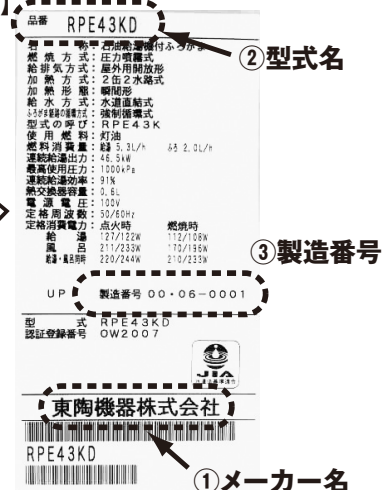 品番 RPE43KD
②型式名
名 称：石油給湯機付ふろがま
燃焼方式：圧力噴霧式
給排気方式：屋外用開放形
加熱方式：2缶2水路式
加熱形態：瞬間形
給水方式：水道直結式
ふろがま循環の循環方式：強制循環式
型式の呼び：RPE43K
使用燃料：灯油
燃料消費量：給湯 5.3L/h ふろ 2.0L/h
連続給湯出力：46.5kW
最高使用圧力：1000kPa
連続給湯効率：91%
熱交換器容量：0.6L
電源電圧：100V
定格周波数：50/60Hz
定格消費電力：点火時 燃焼時
給湯 127/122W 112/108W
風呂 211/233W 170/196W
給湯・風呂同時 220/244W 210/233W
③製造番号
UP 製造番号 00・06-0001
型式 RPE43KD
認証登録番号 OW2007
JIA
東陶機器株式会社
RPE43KD
①メーカー名